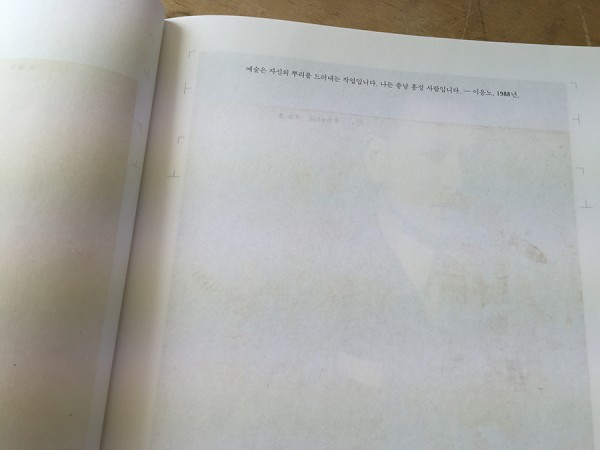 예술은 자신의 뿌리를 드러내는 작업입니다. 나는 충남 홍성 사람입니다. — 이응노, 1988년.